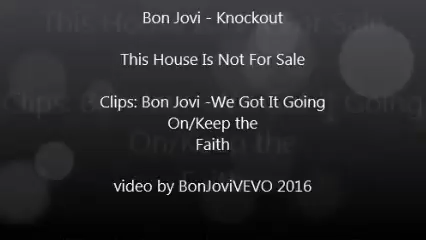 Bon Jovi - Knockout
This House Is Not For Sale
Clips: Bon Jovi -We Got It Going
On/Keep the
Faith
video by BonJoviVEVO 2016